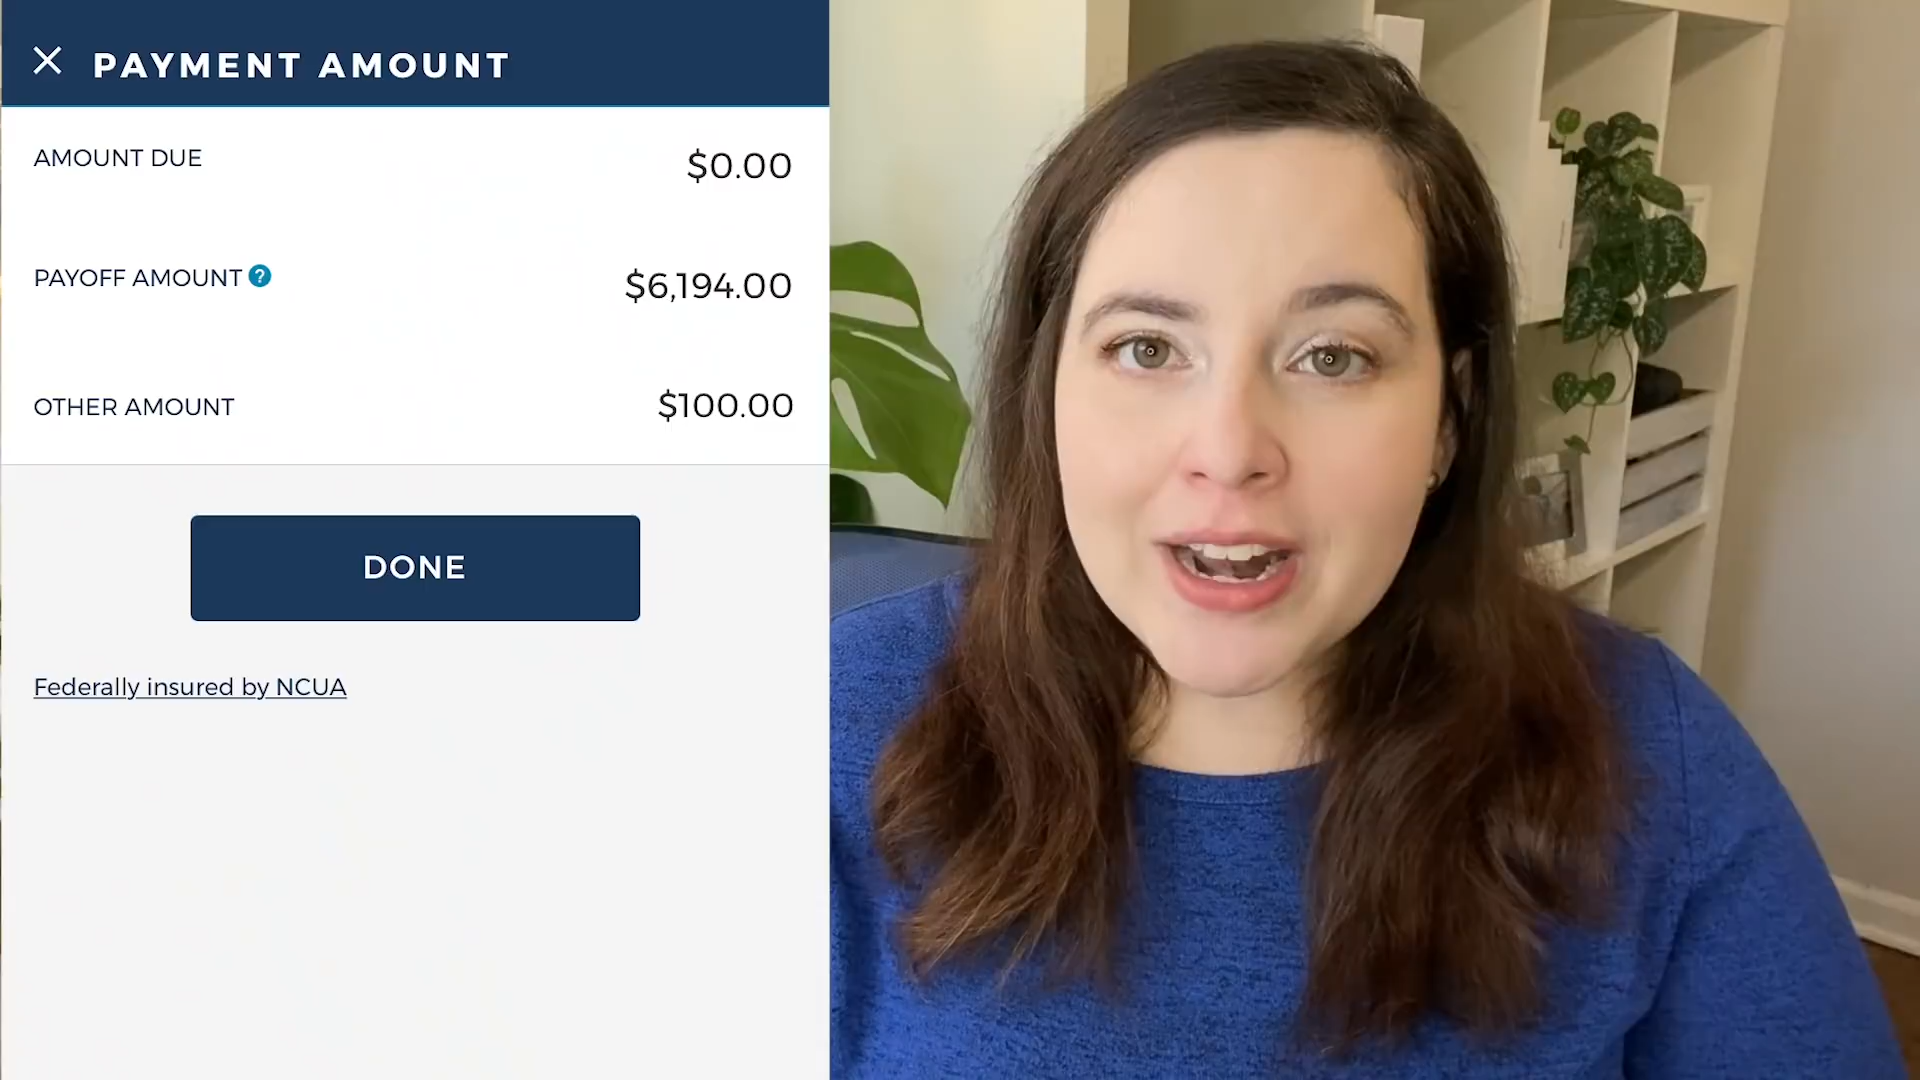 PAYMENT AMOUNT
AMOUNT DUE $0.00
PAYOFF AMOUNT ? $6,194.00
OTHER AMOUNT $100.00
DONE
Federally insured by NCUA